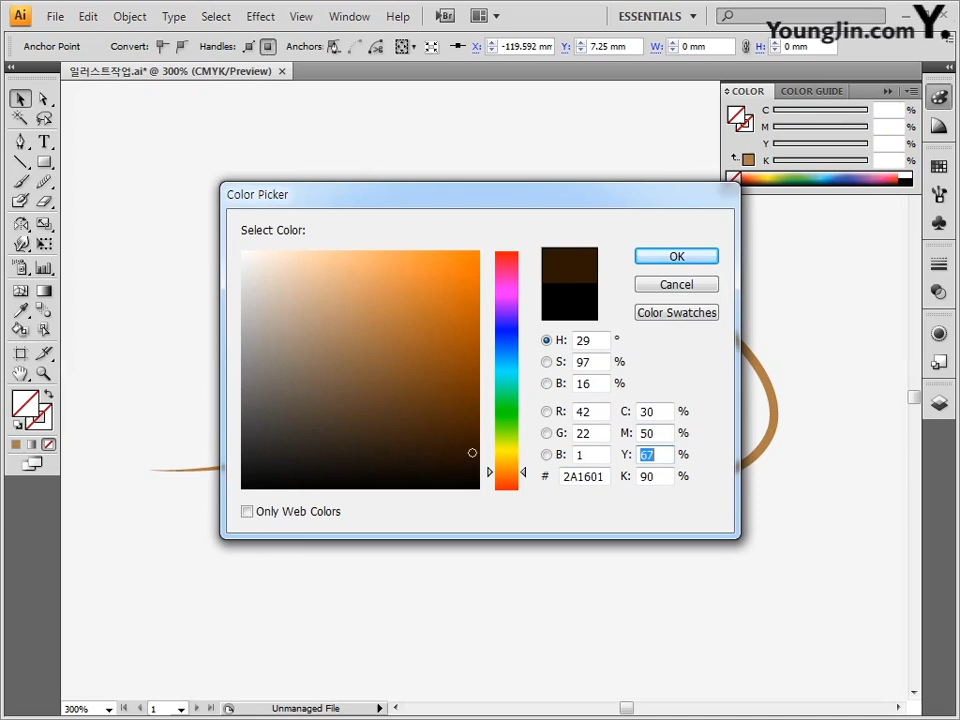 Ai File Edit Object Type Select Effect View Window Help Br ESSENTIALS
YoungJin.com Y.
Anchor Point Convert: Handles: Anchors: X: -119.592 mm Y: 7.25 mm W: 0 mm H: 0 mm
일러스트작업.ai* @ 300% (CMYK/Preview)
COLOR COLOR GUIDE
C %
M %
Y %
K %
T
Color Picker
Select Color:
OK
Cancel
Color Swatches
H: 29 °
S: 97 %
B: 16 %
R: 42 C: 30 %
G: 22 M: 50 %
B: 1 Y: 67 %
# 2A1601 K: 90 %
Only Web Colors
300% 1 Unmanaged File